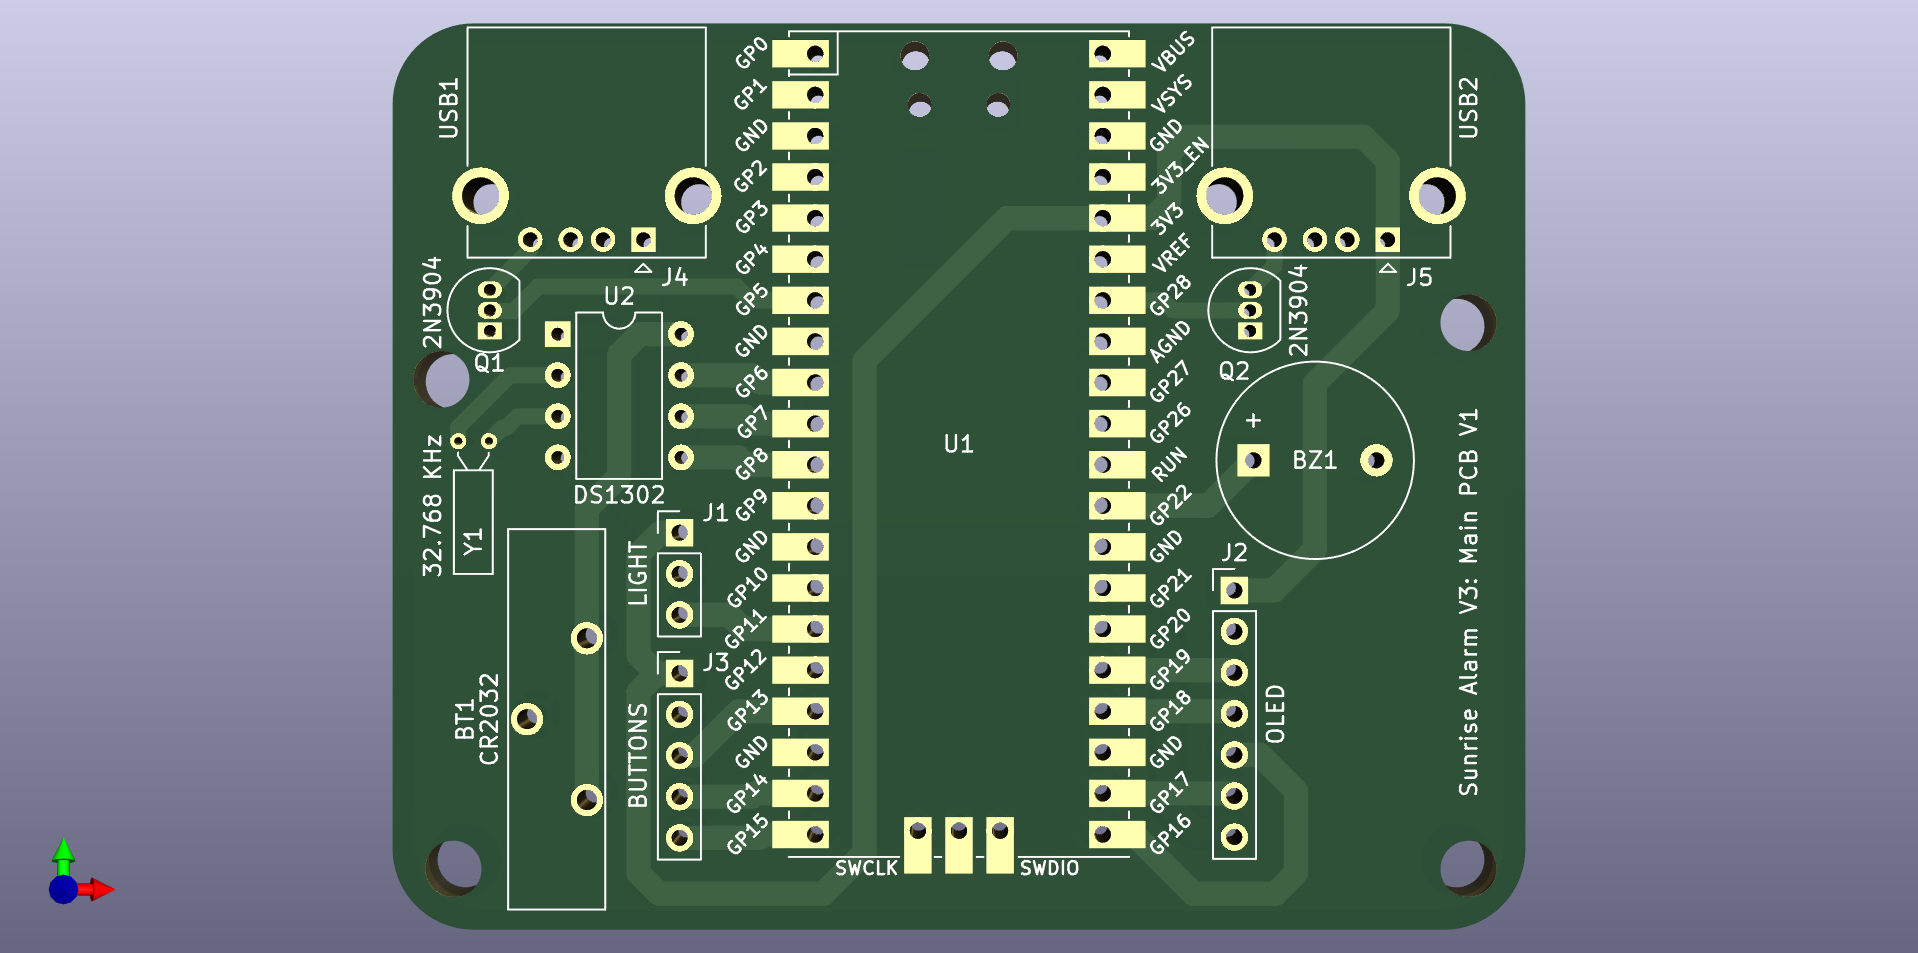 USB1
J4
2N3904
Q1
U2
DS1302
32.768 KHz
Y1
BT1
CR2032
J1
LIGHT
J3
BUTTONS
GP0
GP1
GND
GP2
GP3
GP4
GP5
GND
GP6
GP7
GP8
GP9
GND
GP10
GP11
GP12
GP13
GND
GP14
GP15
U1
SWCLK
SWDIO
VBUS
VSYS
GND
3V3_EN
3V3
VREF
GP28
AGND
GP27
GP26
RUN
GP22
GND
GP21
GP20
GP19
GP18
GND
GP17
GP16
USB2
J5
2N3904
Q2
+
BZ1
J2
OLED
Sunrise Alarm V3: Main PCB V1